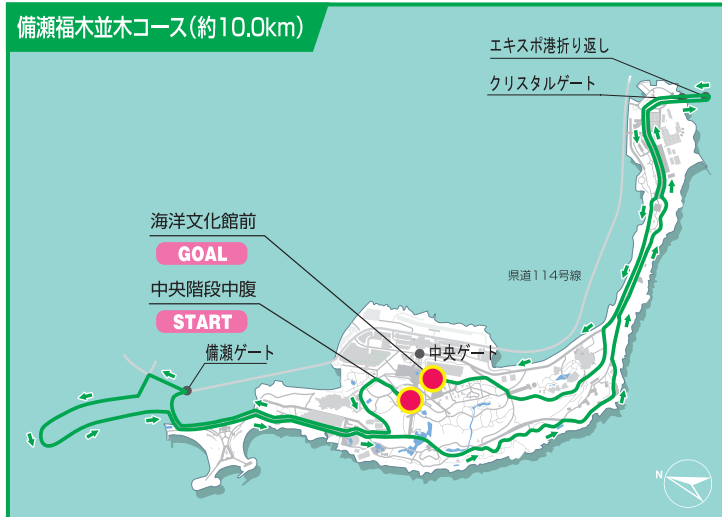 備瀬福木並木コース(約10.0km)
エキスポ港折り返し
クリスタルゲート
海洋文化館前
GOAL
中央階段中腹
START
備瀬ゲート
中央ゲート
県道114号線
N